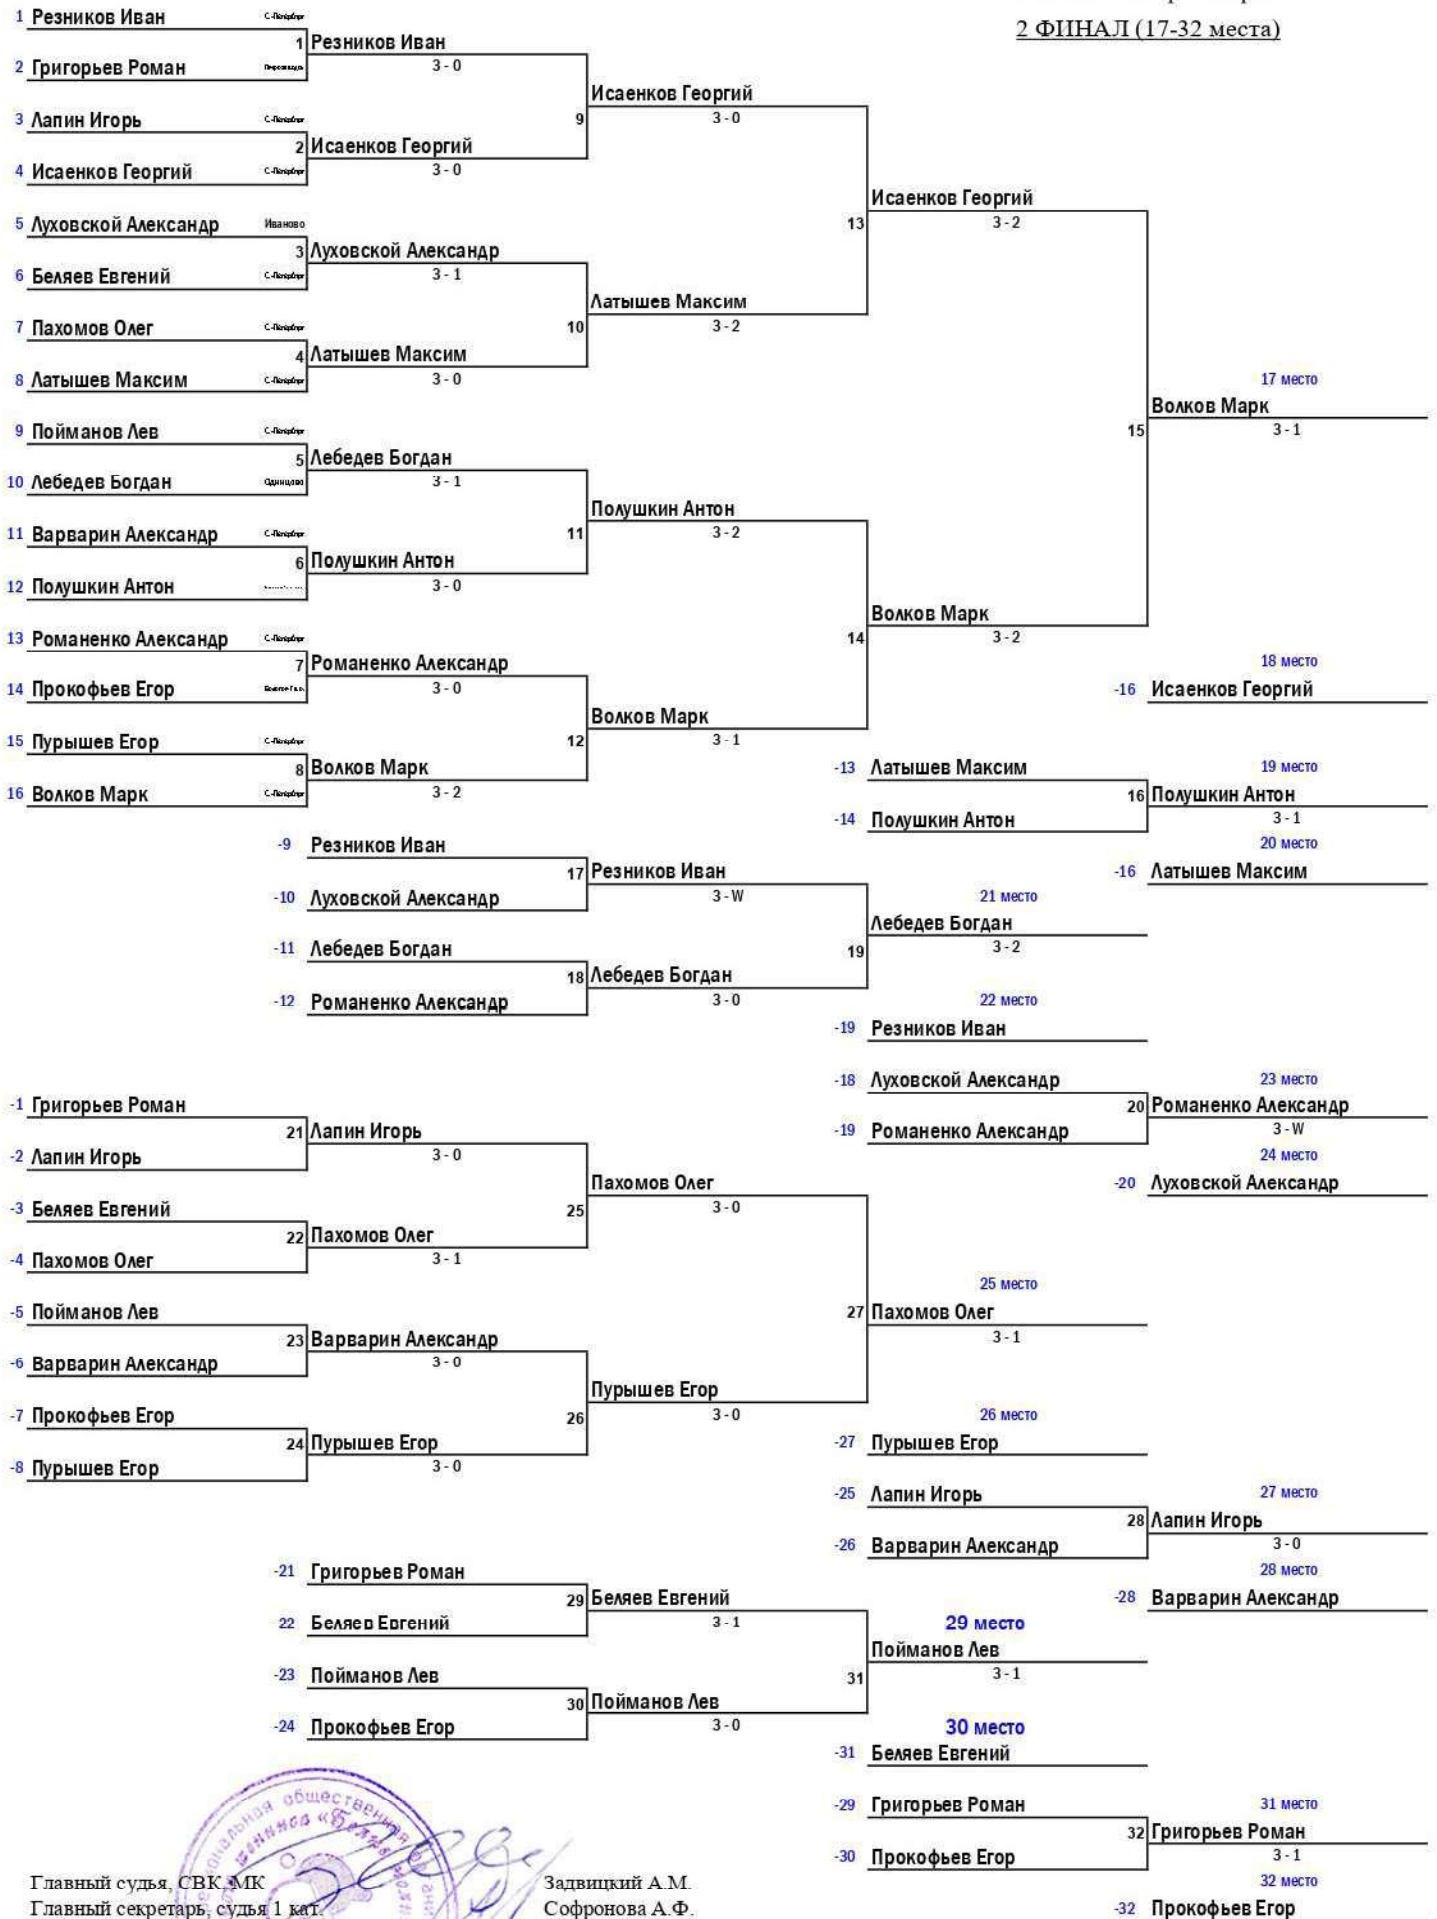 2 ФИНАЛ (17-32 места)
1 Резников Иван С.-Петербург
1 Резников Иван
3 - 0
2 Григорьев Роман
Исаенков Георгий
3 - 0
9
3 Лапин Игорь С.-Петербург
2 Исаенков Георгий
3 - 0
4 Исаенков Георгий С.-Петербург
Исаенков Георгий
3 - 2
13
5 Луховской Александр Иваново
3 Луховской Александр
3 - 1
6 Беляев Евгений С.-Петербург
Латышев Максим
3 - 2
10
7 Пахомов Олег С.-Петербург
4 Латышев Максим
3 - 0
8 Латышев Максим С.-Петербург
17 место
Волков Марк
3 - 1
15
9 Пойманов Лев С.-Петербург
5 Лебедев Богдан
3 - 1
10 Лебедев Богдан Одинцово
Полушкин Антон
3 - 2
11
11 Варварин Александр С.-Петербург
6 Полушкин Антон
3 - 0
12 Полушкин Антон
Волков Марк
3 - 2
14
13 Романенко Александр С.-Петербург
7 Романенко Александр
3 - 0
14 Прокофьев Егор
18 место
-16 Исаенков Георгий
Волков Марк
3 - 1
12
15 Пурышев Егор С.-Петербург
8 Волков Марк
3 - 2
16 Волков Марк С.-Петербург
-13 Латышев Максим
19 место
16 Полушкин Антон
3 - 1
-14 Полушкин Антон
20 место
-16 Латышев Максим
-9 Резников Иван
17 Резников Иван
3 - W
-10 Луховской Александр
21 место
Лебедев Богдан
3 - 2
19
-11 Лебедев Богдан
18 Лебедев Богдан
3 - 0
-12 Романенко Александр
22 место
-19 Резников Иван
-18 Луховской Александр
23 место
20 Романенко Александр
3 - W
-19 Романенко Александр
24 место
-20 Луховской Александр
-1 Григорьев Роман
21 Лапин Игорь
3 - 0
-2 Лапин Игорь
Пахомов Олег
3 - 0
25
-3 Беляев Евгений
22 Пахомов Олег
3 - 1
-4 Пахомов Олег
25 место
27 Пахомов Олег
3 - 1
-5 Пойманов Лев
23 Варварин Александр
3 - 0
-6 Варварин Александр
Пурышев Егор
3 - 0
26
-7 Прокофьев Егор
24 Пурышев Егор
3 - 0
-8 Пурышев Егор
26 место
-27 Пурышев Егор
-25 Лапин Игорь
27 место
28 Лапин Игорь
3 - 0
-26 Варварин Александр
28 место
-28 Варварин Александр
-21 Григорьев Роман
29 Беляев Евгений
3 - 1
22 Беляев Евгений
29 место
Пойманов Лев
3 - 1
31
-23 Пойманов Лев
30 Пойманов Лев
3 - 0
-24 Прокофьев Егор
30 место
-31 Беляев Евгений
-29 Григорьев Роман
31 место
32 Григорьев Роман
3 - 1
-30 Прокофьев Егор
32 место
-32 Прокофьев Егор
Главный судья, СВК. МК Задвицкий А.М.
Главный секретарь, судья 1 кат. Софронова А.Ф.